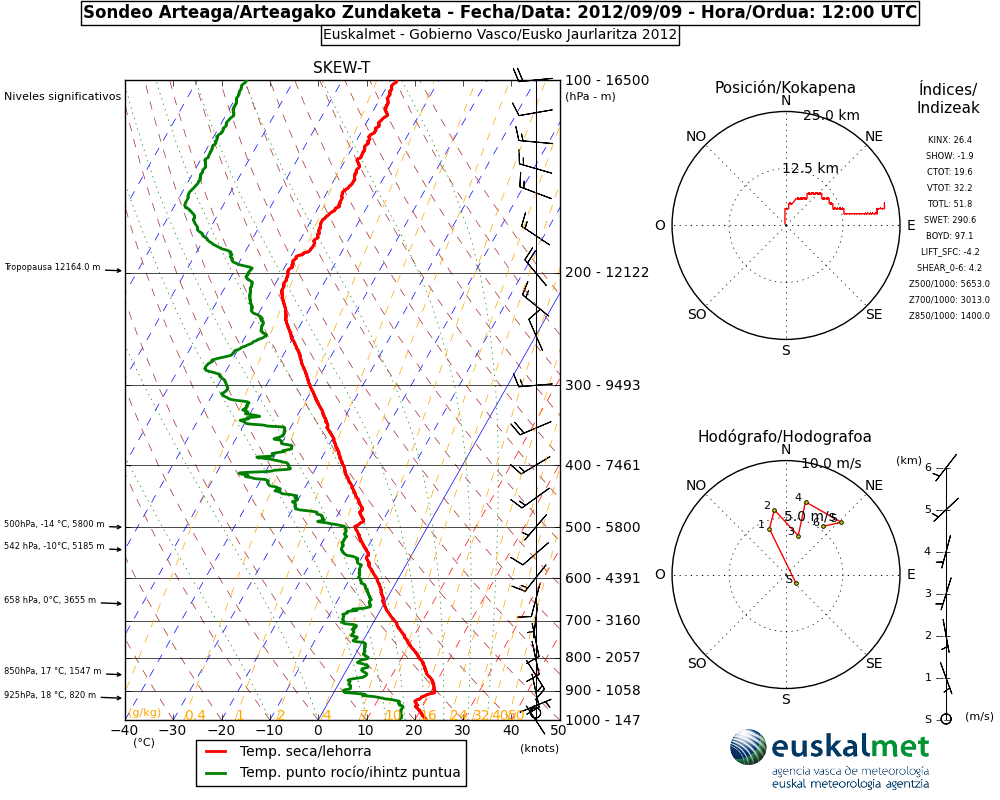 Sondeo Arteaga/Arteagako Zundaketa - Fecha/Data: 2012/09/09 - Hora/Ordua: 12:00 UTC
Euskalmet - Gobierno Vasco/Eusko Jaurlaritza 2012
SKEW-T
Niveles significativos
Tropopausa 12164.0 m
500hPa, -14 °C, 5800 m
542 hPa, -10°C, 5185 m
658 hPa, 0°C, 3655 m
850hPa, 17 °C, 1547 m
925hPa, 18 °C, 820 m
100 - 16500
(hPa - m)
200 - 12122
300 - 9493
400 - 7461
500 - 5800
600 - 4391
700 - 3160
800 - 2057
900 - 1058
1000 - 147
(g/kg) 0.4 1 2 4 7 10 16 24 32 40 50
−40 −30 −20 −10 0 10 20 30 40 50
(°C)
(knots)
Temp. seca/lehorra
Temp. punto rocío/ihintz puntua
Posición/Kokapena
N
25.0 km
NO
NE
12.5 km
O
E
SO
SE
S
Índices/
Indizeak
KINX: 26.4
SHOW: -1.9
CTOT: 19.6
VTOT: 32.2
TOTL: 51.8
SWET: 290.6
BOYD: 97.1
LIFT_SFC: -4.2
SHEAR_0-6: 4.2
Z500/1000: 5653.0
Z700/1000: 3013.0
Z850/1000: 1400.0
Hodógrafo/Hodografoa
N
10.0 m/s
NO
NE
2
4
5.0 m/s
5
1
6
3
O
E
S
SO
SE
S
(km)
6
5
4
3
2
1
S
(m/s)
euskalmet
agencia vasca de meteorología
euskal meteorologia agentzia